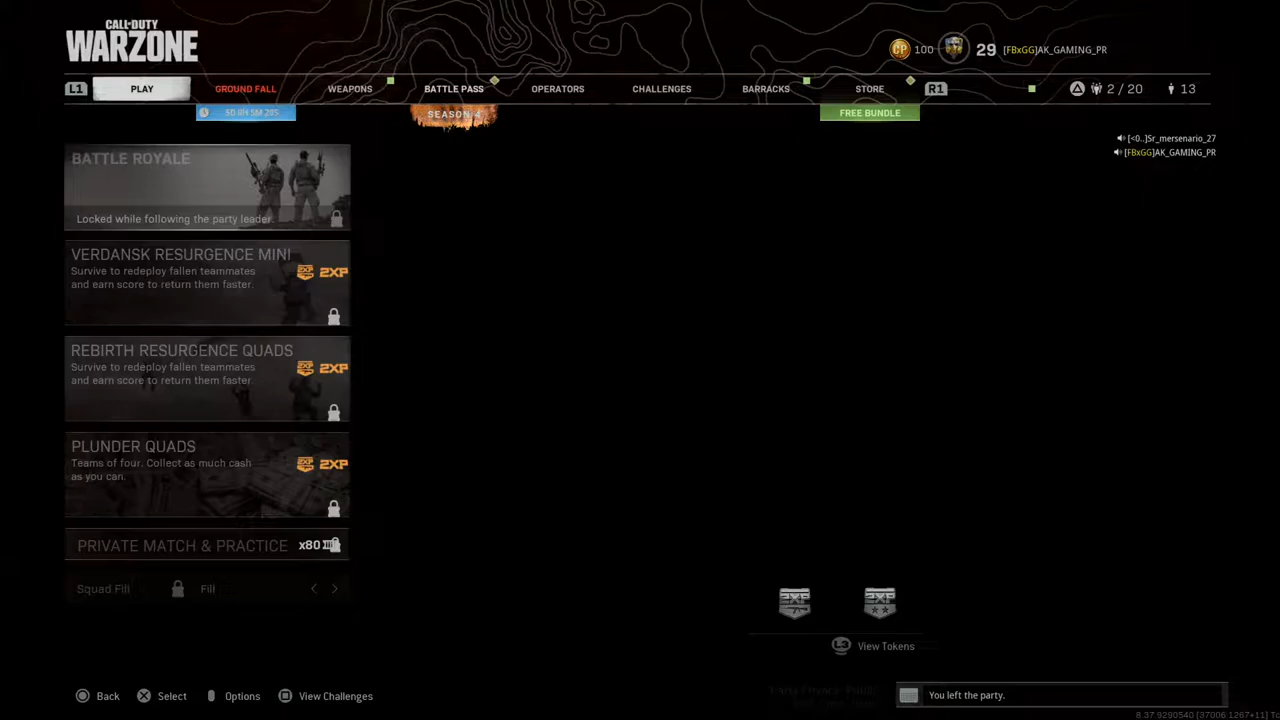 CALL OF DUTY
WARZONE
CP 100
29
[FBxGG]AK_GAMING_PR
L1
PLAY
GROUND FALL
WEAPONS
BATTLE PASS
OPERATORS
CHALLENGES
BARRACKS
STORE
R1
2 / 20
13
SEASON 4
FREE BUNDLE
[<0..]Sr_mersenario_27
[FBxGG]AK_GAMING_PR
BATTLE ROYALE
Locked while following the party leader.
VERDANSK RESURGENCE MINI
Survive to redeploy fallen teammates
and earn score to return them faster.
2XP 2XP
REBIRTH RESURGENCE QUADS
Survive to redeploy fallen teammates
and earn score to return them faster.
2XP 2XP
PLUNDER QUADS
Teams of four. Collect as much cash
as you can.
2XP 2XP
PRIVATE MATCH & PRACTICE x80
Squad Fill
Fill
2XP
2XP
L3 View Tokens
Back
Select
Options
View Challenges
You left the party.